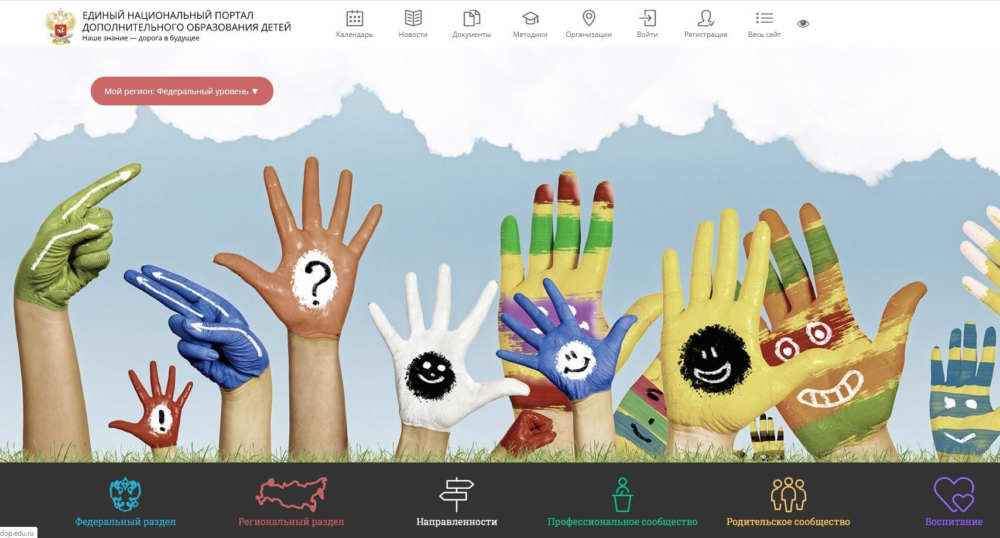 ЕДИНЫЙ НАЦИОНАЛЬНЫЙ ПОРТАЛ
ДОПОЛНИТЕЛЬНОГО ОБРАЗОВАНИЯ ДЕТЕЙ
Наше знание — дорога в будущее
Календарь
Новости
Документы
Методики
Организации
Войти
Регистрация
Весь сайт
Мой регион: Федеральный уровень ▼
?
!
Федеральный раздел
Региональный раздел
Направленности
Профессиональное сообщество
Родительское сообщество
Воспитание
dop.edu.ru